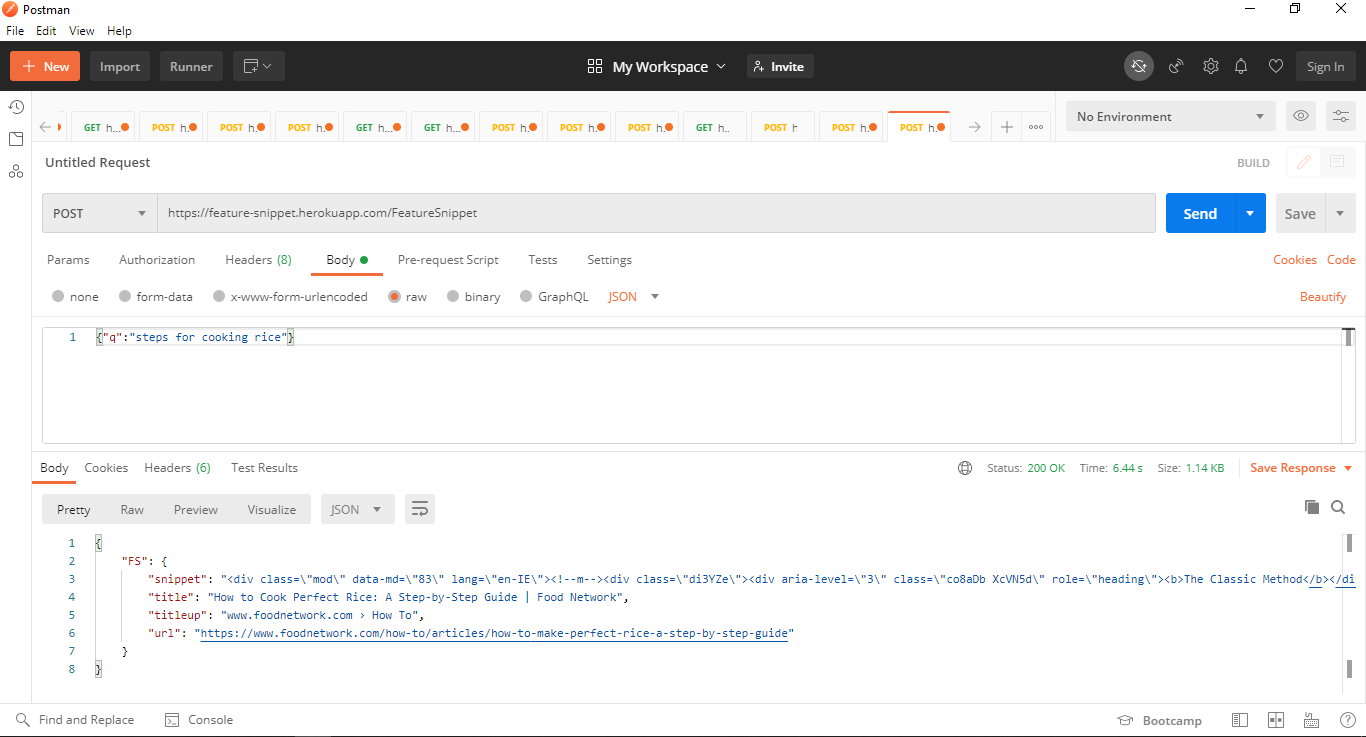 Postman
File Edit View Help
New Import Runner My Workspace Invite Sign In
GET h... POST h. POST h. POST h. GET h... GET h... POST h. POST h. POST h. GET h.. POST h POST h. POST h. No Environment
Untitled Request BUILD
POST https://feature-snippet.herokuapp.com/FeatureSnippet Send Save
Params Authorization Headers (8) Body Pre-request Script Tests Settings Cookies Code
none form-data x-www-form-urlencoded raw binary GraphQL JSON Beautify
1 {"q":"steps for cooking rice"}
Body Cookies Headers (6) Test Results Status: 200 OK Time: 6.44 s Size: 1.14 KB Save Response
Pretty Raw Preview Visualize JSON
1 {
2 "FS": {
3 "snippet": "<div class=\"mod\" data-md=\"83\" lang=\"en-IE\"><!--m--><div class=\"di3YZe\"><div aria-level=\"3\" class=\"co8aDb XcVN5d\" role=\"heading\"><b>The Classic Method</b></di
4 "title": "How to Cook Perfect Rice: A Step-by-Step Guide | Food Network",
5 "titleup": "www.foodnetwork.com › How To",
6 "url": "https://www.foodnetwork.com/how-to/articles/how-to-make-perfect-rice-a-step-by-step-guide"
7 }
8 }
Find and Replace Console Bootcamp